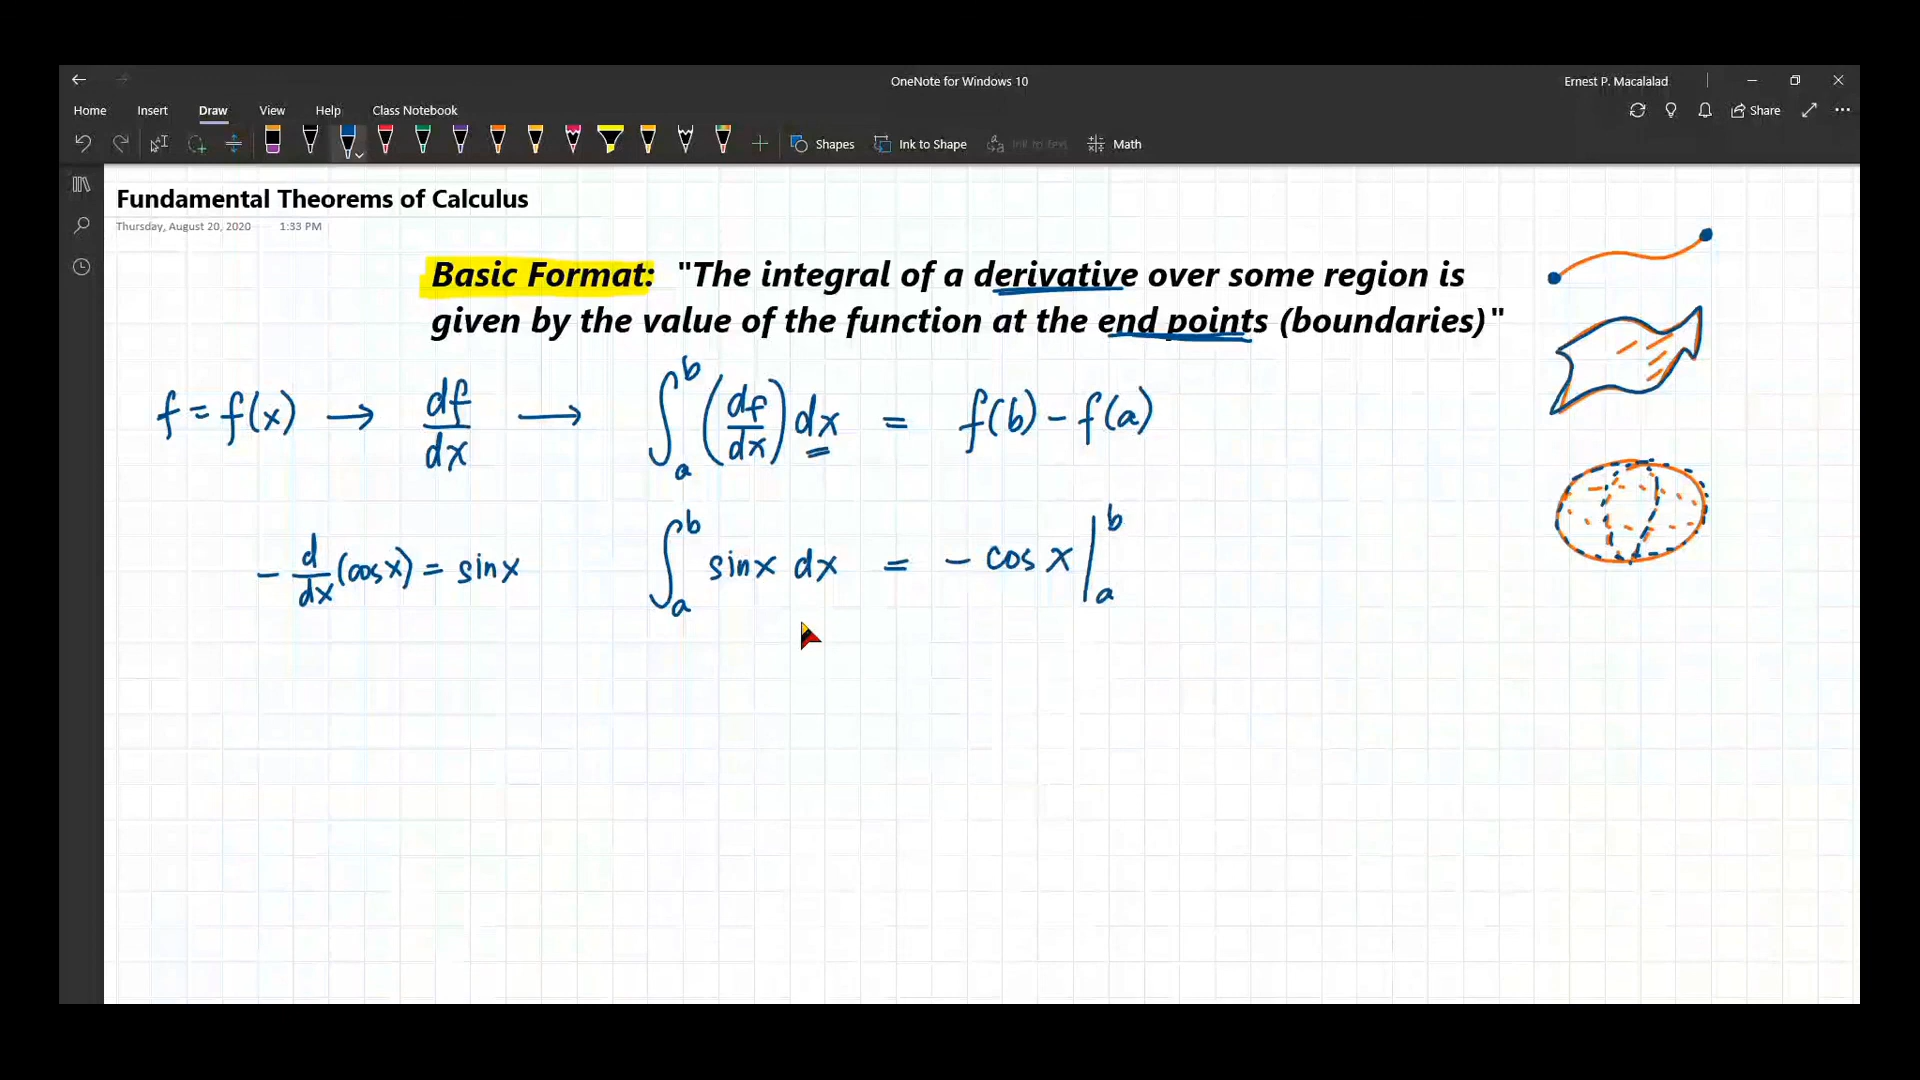 OneNote for Windows 10
Ernest P. Macalalad
Home Insert Draw View Help Class Notebook
Share
Shapes Ink to Shape Ink to Text Math
Fundamental Theorems of Calculus
Thursday, August 20, 2020 1:33 PM
Basic Format: "The integral of a derivative over some region is
given by the value of the function at the end points (boundaries)"
f = f(x) → df/dx → ∫_a^b (df/dx) dx = f(b) - f(a)
- d/dx (cos x) = sin x ∫_a^b sin x dx = - cos x |_a^b